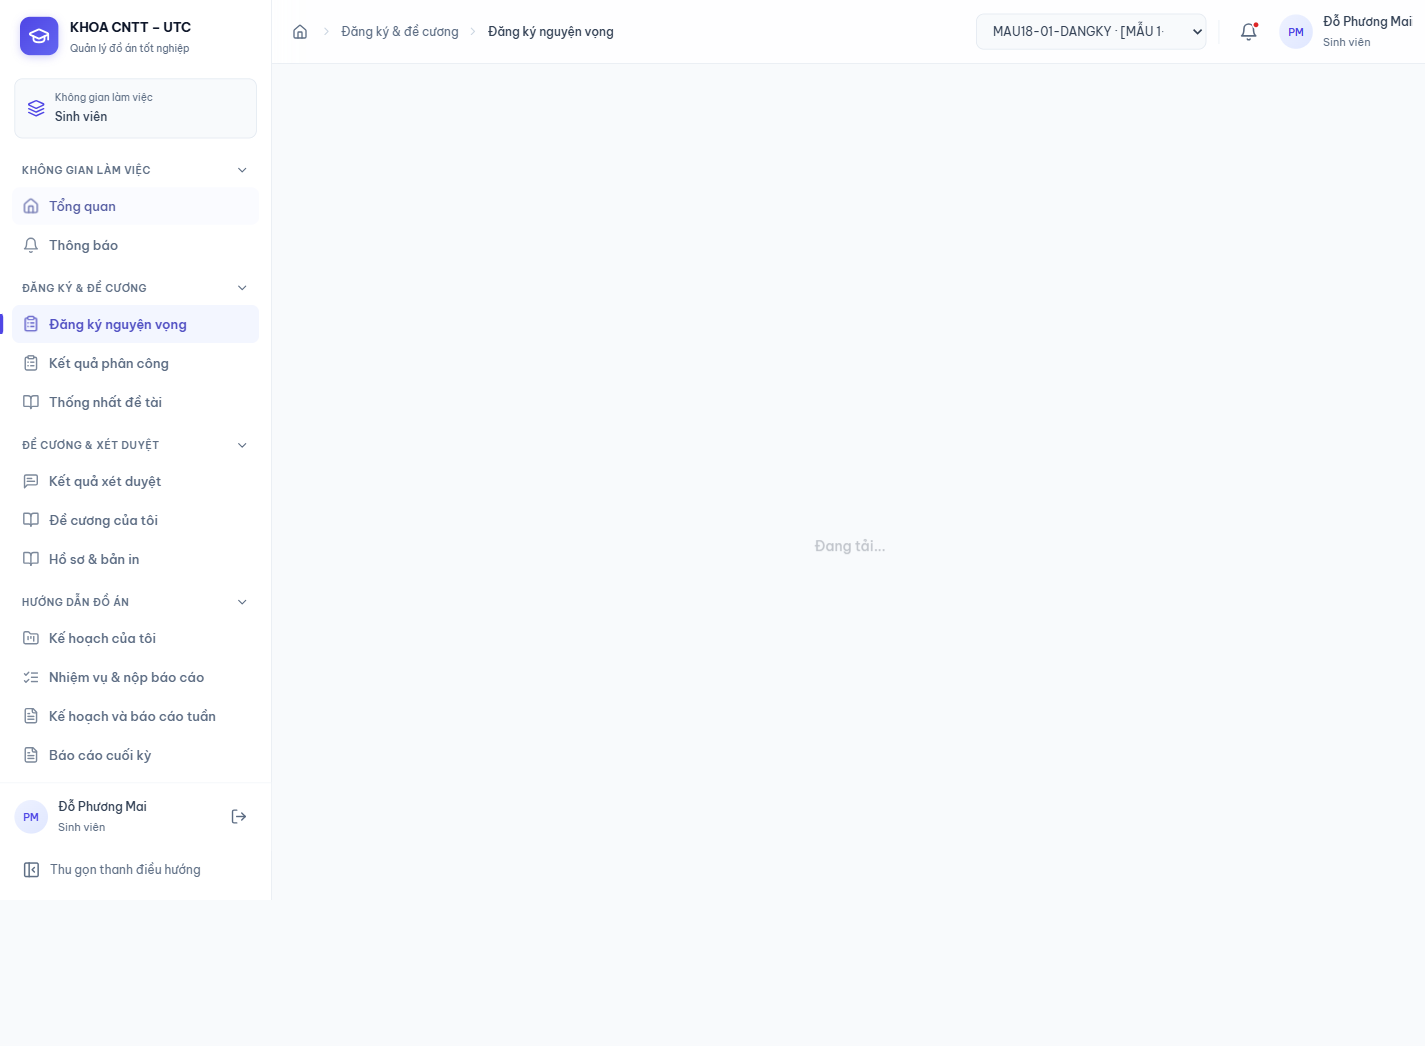 KHOA CNTT – UTC
Quản lý đồ án tốt nghiệp
Không gian làm việc
Sinh viên
KHÔNG GIAN LÀM VIỆC
Tổng quan
Thông báo
ĐĂNG KÝ & ĐỀ CƯƠNG
Đăng ký nguyện vọng
Kết quả phân công
Thống nhất đề tài
ĐỀ CƯƠNG & XÉT DUYỆT
Kết quả xét duyệt
Đề cương của tôi
Hồ sơ & bản in
HƯỚNG DẪN ĐỒ ÁN
Kế hoạch của tôi
Nhiệm vụ & nộp báo cáo
Kế hoạch và báo cáo tuần
Báo cáo cuối kỳ
PM
Đỗ Phương Mai
Sinh viên
Thu gọn thanh điều hướng
Đăng ký & đề cương
Đăng ký nguyện vọng
MAU18-01-DANGKY · [MẪU 1
PM
Đỗ Phương Mai
Sinh viên
Đang tải...